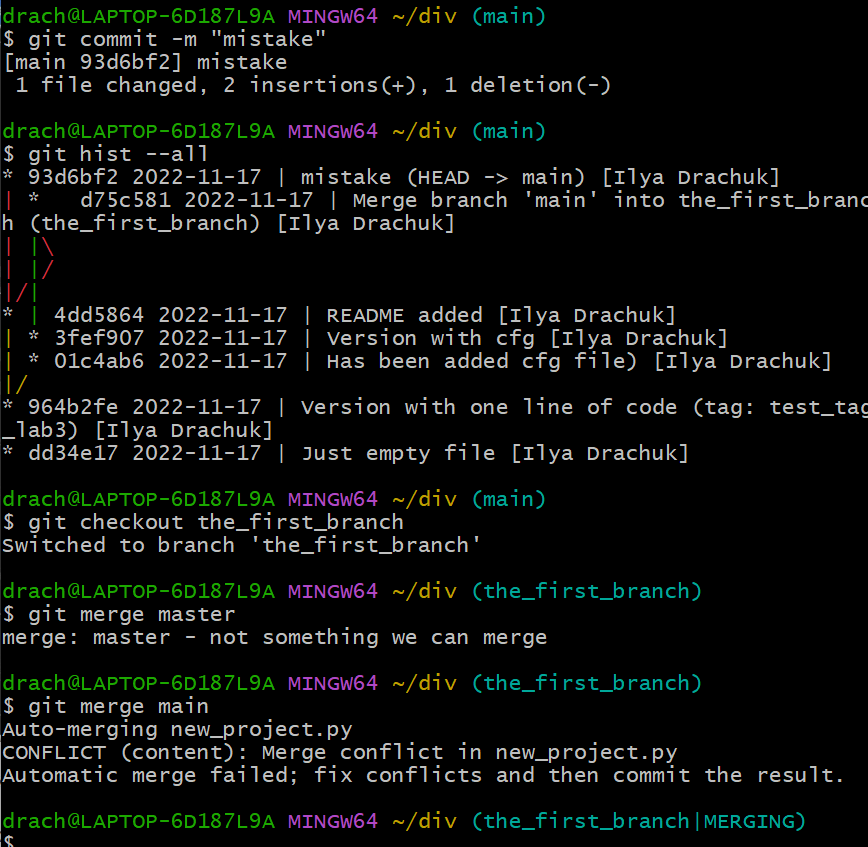 drach@LAPTOP-6D187L9A MINGW64 ~/div (main)
$ git commit -m "mistake"
[main 93d6bf2] mistake
 1 file changed, 2 insertions(+), 1 deletion(-)

drach@LAPTOP-6D187L9A MINGW64 ~/div (main)
$ git hist --all
* 93d6bf2 2022-11-17 | mistake (HEAD -> main) [Ilya Drachuk]
| *   d75c581 2022-11-17 | Merge branch 'main' into the_first_branc
h (the_first_branch) [Ilya Drachuk]
| |\
| |/
|/|
* | 4dd5864 2022-11-17 | README added [Ilya Drachuk]
| * 3fef907 2022-11-17 | Version with cfg [Ilya Drachuk]
| * 01c4ab6 2022-11-17 | Has been added cfg file) [Ilya Drachuk]
|/
* 964b2fe 2022-11-17 | Version with one line of code (tag: test_tag
_lab3) [Ilya Drachuk]
* dd34e17 2022-11-17 | Just empty file [Ilya Drachuk]

drach@LAPTOP-6D187L9A MINGW64 ~/div (main)
$ git checkout the_first_branch
Switched to branch 'the_first_branch'

drach@LAPTOP-6D187L9A MINGW64 ~/div (the_first_branch)
$ git merge master
merge: master - not something we can merge

drach@LAPTOP-6D187L9A MINGW64 ~/div (the_first_branch)
$ git merge main
Auto-merging new_project.py
CONFLICT (content): Merge conflict in new_project.py
Automatic merge failed; fix conflicts and then commit the result.

drach@LAPTOP-6D187L9A MINGW64 ~/div (the_first_branch|MERGING)
$